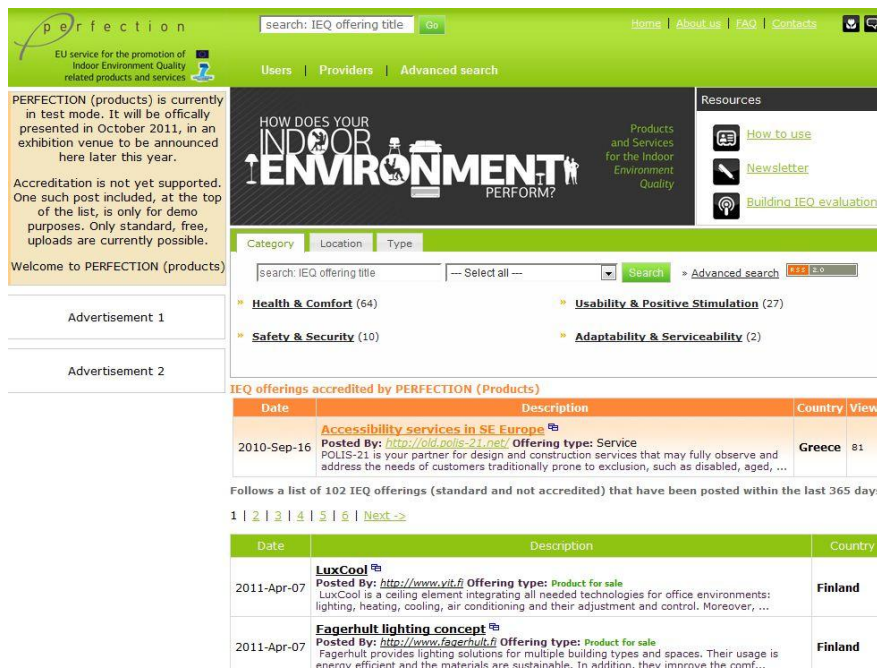 perfection
EU service for the promotion of
Indoor Environment Quality
related products and services
search: IEQ offering title
Go
Home | About us | FAQ | Contacts
Users | Providers | Advanced search
PERFECTION (products) is currently
in test mode. It will be offically
presented in October 2011, in an
exhibition venue to be announced
here later this year.
Accreditation is not yet supported.
One such post included, at the top
of the list, is only for demo
purposes. Only standard, free,
uploads are currently possible.
Welcome to PERFECTION (products)
Advertisement 1
Advertisement 2
HOW DOES YOUR
INDOOR
ENVIRONMENT
PERFORM?
Products
and Services
for the Indoor
Environment
Quality
Resources
How to use
Newsletter
Building IEQ evaluation
Category Location Type
search: IEQ offering title
--- Select all ---
Search
» Advanced search
RSS 2.0
» Health & Comfort (64)
» Usability & Positive Stimulation (27)
» Safety & Security (10)
» Adaptability & Serviceability (2)
IEQ offerings accredited by PERFECTION (Products)
Date Description Country View
2010-Sep-16
Accessibility services in SE Europe
Posted By: http://old.polis-21.net/ Offering type: Service
POLIS-21 is your partner for design and construction services that may fully observe and
address the needs of customers traditionally prone to exclusion, such as disabled, aged, ...
Greece 81
Follows a list of 102 IEQ offerings (standard and not accredited) that have been posted within the last 365 days
1 | 2 | 3 | 4 | 5 | 6 | Next ->
Date Description Country
2011-Apr-07
LuxCool
Posted By: http://www.yit.fi Offering type: Product for sale
LuxCool is a ceiling element integrating all needed technologies for office environments:
lighting, heating, cooling, air conditioning and their adjustment and control. Moreover, ...
Finland
2011-Apr-07
Fagerhult lighting concept
Posted By: http://www.fagerhult.fi Offering type: Product for sale
Fagerhult provides lighting solutions for multiple building types and spaces. Their usage is
energy efficient and the materials are sustainable. In addition, they improve the comf...
Finland